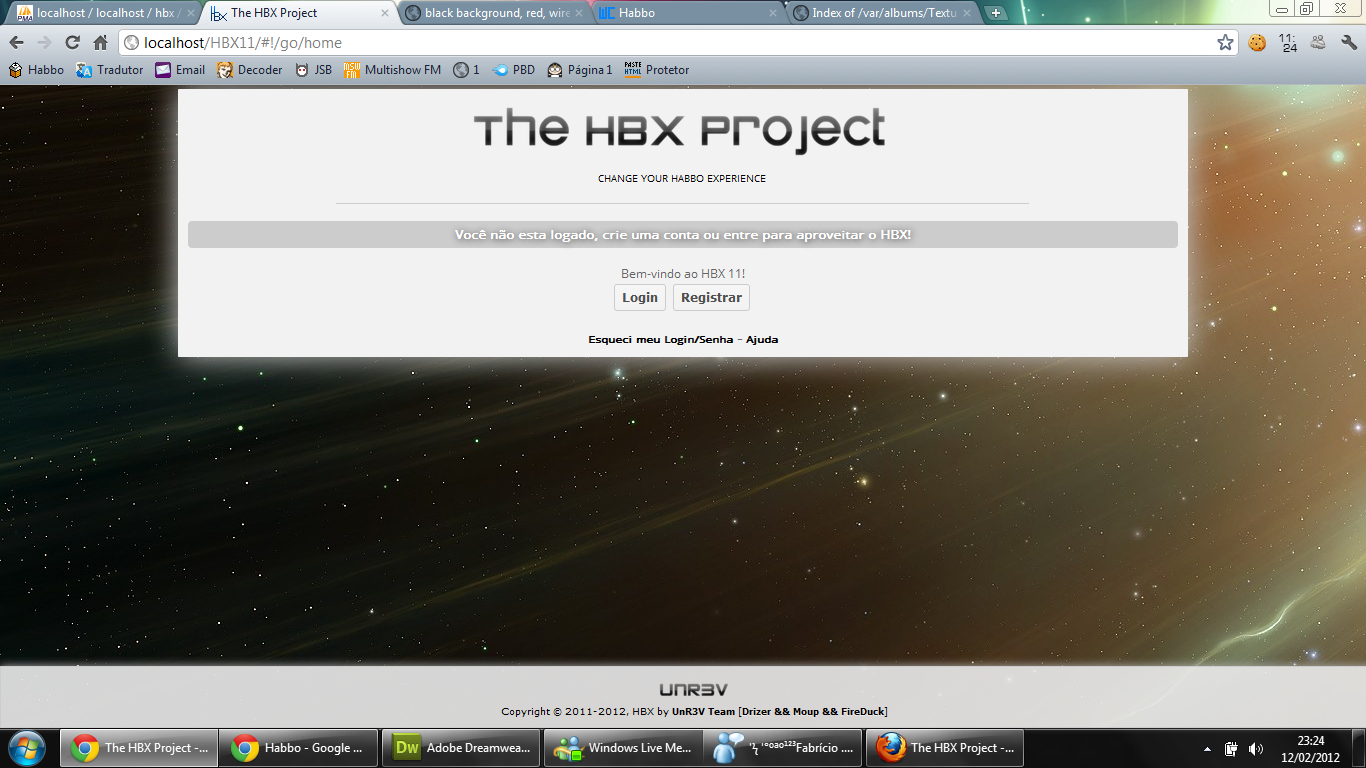 localhost / localhost / hbx /
The HBX Project
black background, red, wire
Habbo
Index of /var/albums/Textu
localhost/HBX11/#!/go/home
11:
24
Habbo Tradutor Email Decoder JSB Multishow FM 1 PBD Página 1 Protetor
The HBX Project
CHANGE YOUR HABBO EXPERIENCE
Você não esta logado, crie uma conta ou entre para aproveitar o HBX!
Bem-vindo ao HBX 11!
Login Registrar
Esqueci meu Login/Senha - Ajuda
UNR3V
Copyright © 2011-2012, HBX by UnR3V Team [Drizer && Moup && FireDuck]
The HBX Project -...
Habbo - Google ...
Dw Adobe Dreamwea...
Windows Live Me...
Fabrício ....
The HBX Project -...
23:24
12/02/2012